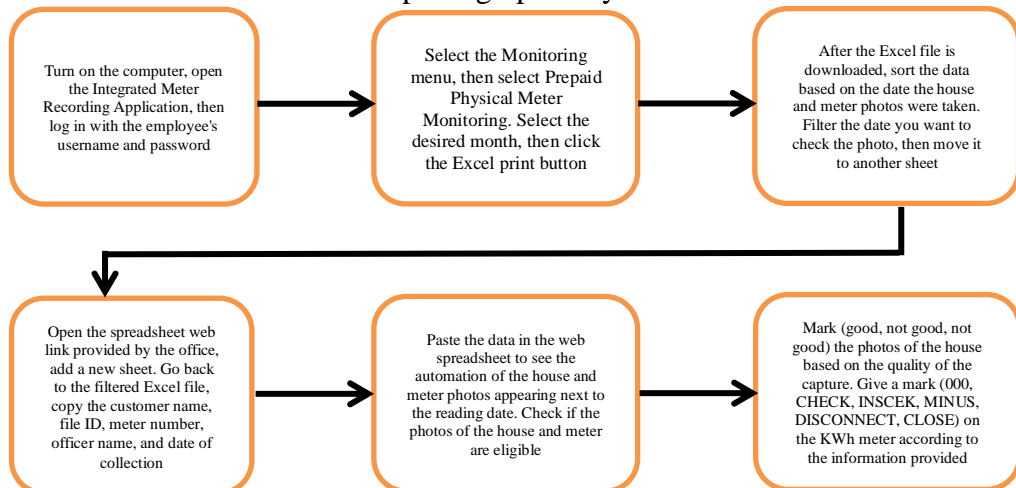 Turn on the computer, open
the Integrated Meter
Recording Application, then
log in with the employee's
username and password
Select the Monitoring
menu, then select Prepaid
Physical Meter
Monitoring. Select the
desired month, then click
the Excel print button
After the Excel file is
downloaded, sort the data
based on the date the house
and meter photos were taken.
Filter the date you want to
check the photo, then move it
to another sheet
Open the spreadsheet web
link provided by the office,
add a new sheet. Go back
to the filtered Excel file,
copy the customer name,
file ID, meter number,
officer name, and date of
collection
Paste the data in the web
spreadsheet to see the
automation of the house and
meter photos appearing next
to the reading date. Check if the
photos of the house and meter
are eligible
Mark (good, not good, not
good) the photos of the house
based on the quality of the
capture. Give a mark (000,
CHECK, INSCEK, MINUS,
DISCONNECT, CLOSE) on
the KWh meter according to
the information provided